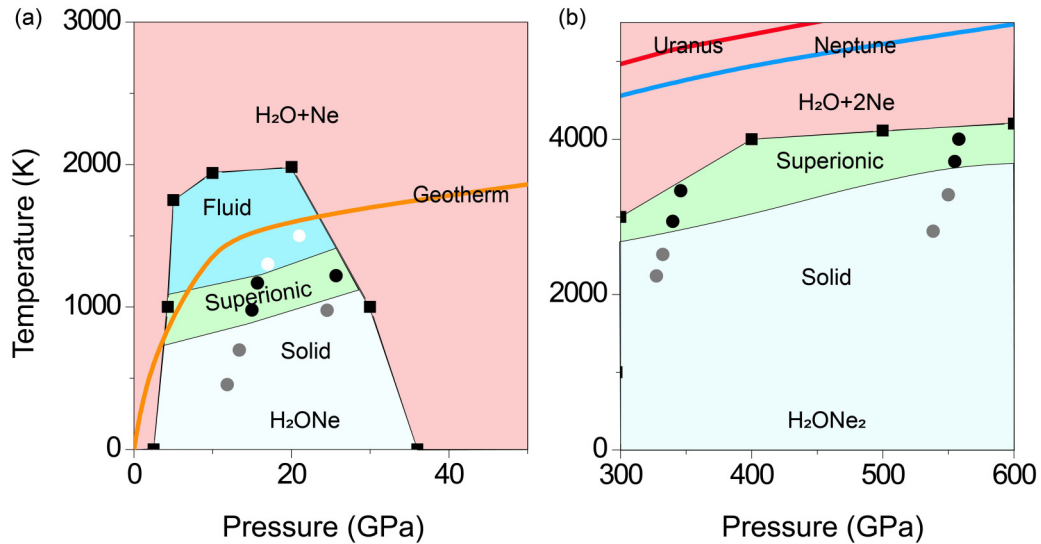 (a)
3000
2000
1000
0
Temperature (K)
H₂O+Ne
Geotherm
Fluid
Superionic
Solid
H₂ONe
0
20
40
Pressure (GPa)
(b)
Uranus
Neptune
H₂O+2Ne
4000
Superionic
Solid
2000
H₂ONe₂
0
300
400
500
600
Pressure (GPa)